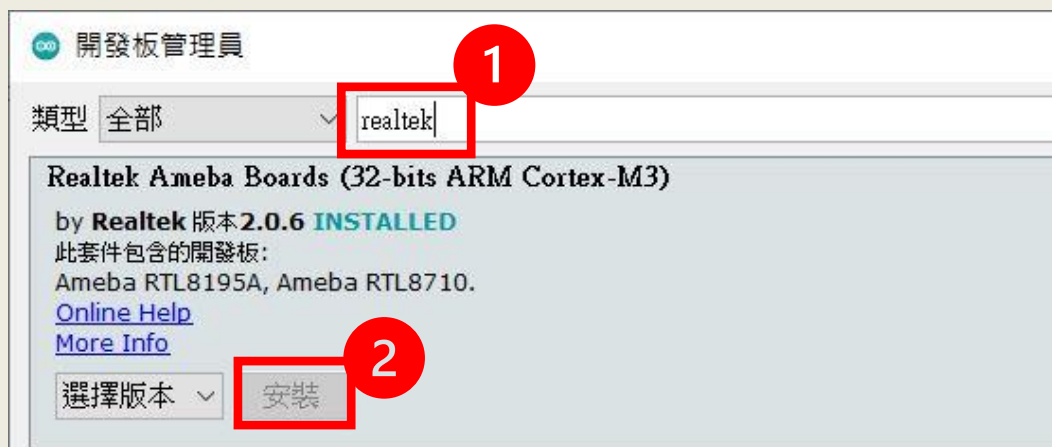 開發板管理員
1
類型 全部 realtek
Realtek Ameba Boards (32-bits ARM Cortex-M3)
by Realtek 版本2.0.6 INSTALLED
此套件包含的開發板:
Ameba RTL8195A, Ameba RTL8710.
Online Help
More Info
2
選擇版本 安裝